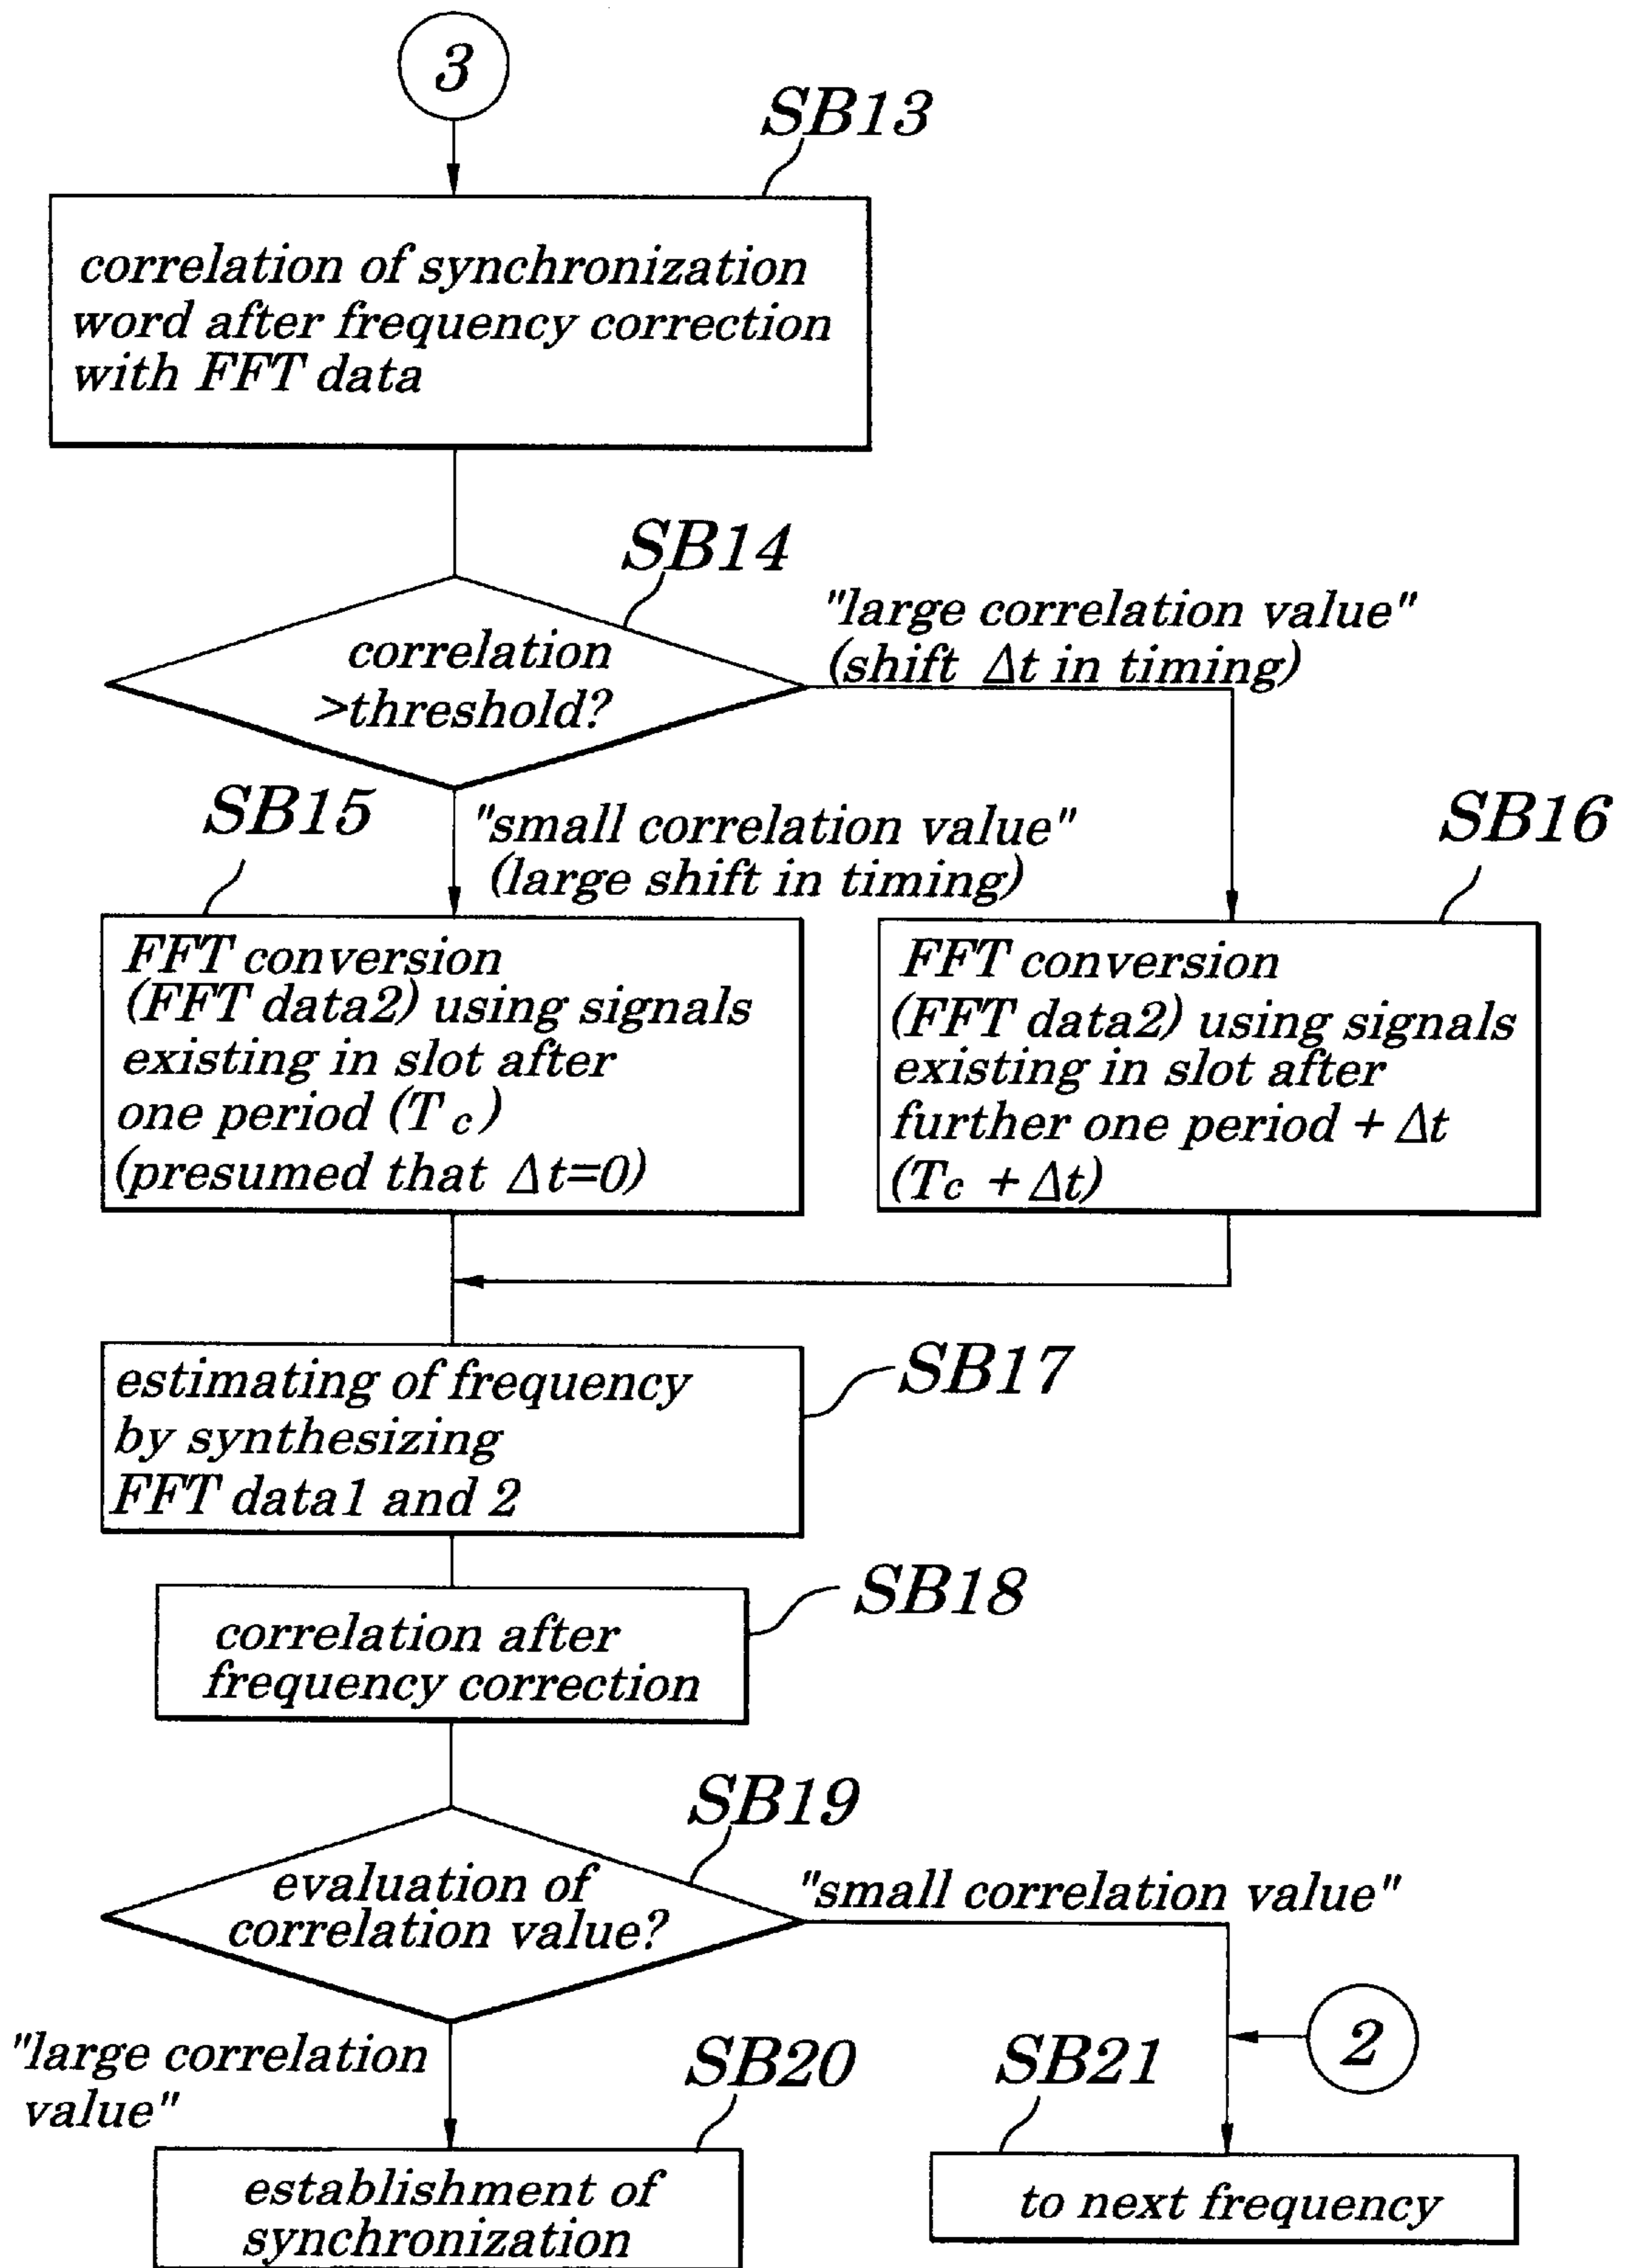 3
SB13
correlation of synchronization
word after frequency correction
with FFT data
SB14
correlation
>threshold?
"large correlation value"
(shift Δt in timing)
SB15
"small correlation value"
(large shift in timing)
SB16
FFT conversion
(FFT data2) using signals
existing in slot after
one period (Tc)
(presumed that Δt=0)
FFT conversion
(FFT data2) using signals
existing in slot after
further one period + Δt
(Tc + Δt)
estimating of frequency
by synthesizing
FFT data1 and 2
SB17
correlation after
frequency correction
SB18
SB19
evaluation of
correlation value?
"small correlation value"
2
"large correlation
value"
SB20
SB21
establishment of
synchronization
to next frequency